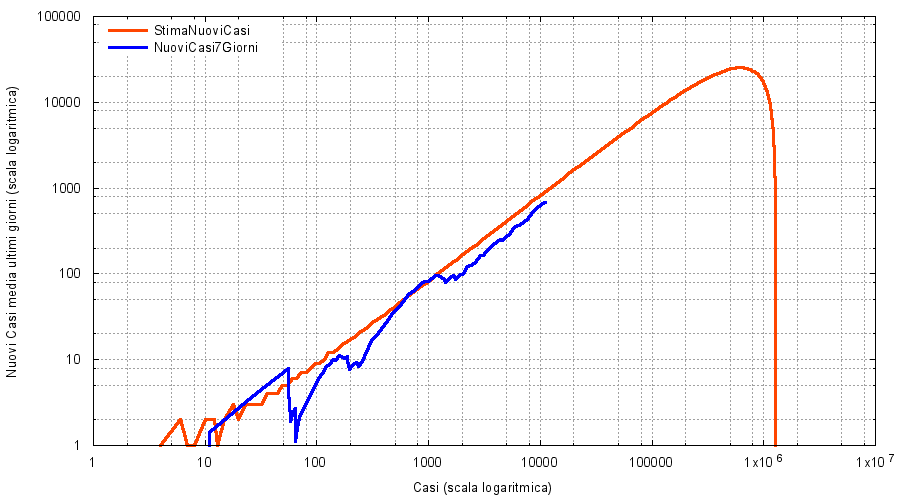 100000
10000
1000
100
10
1
StimaNuoviCasi
NuoviCasi7Giorni
Nuovi Casi media ultimi giorni (scala logaritmica)
1
10
100
1000
10000
100000
1x10 6
1x10 7
Casi (scala logaritmica)